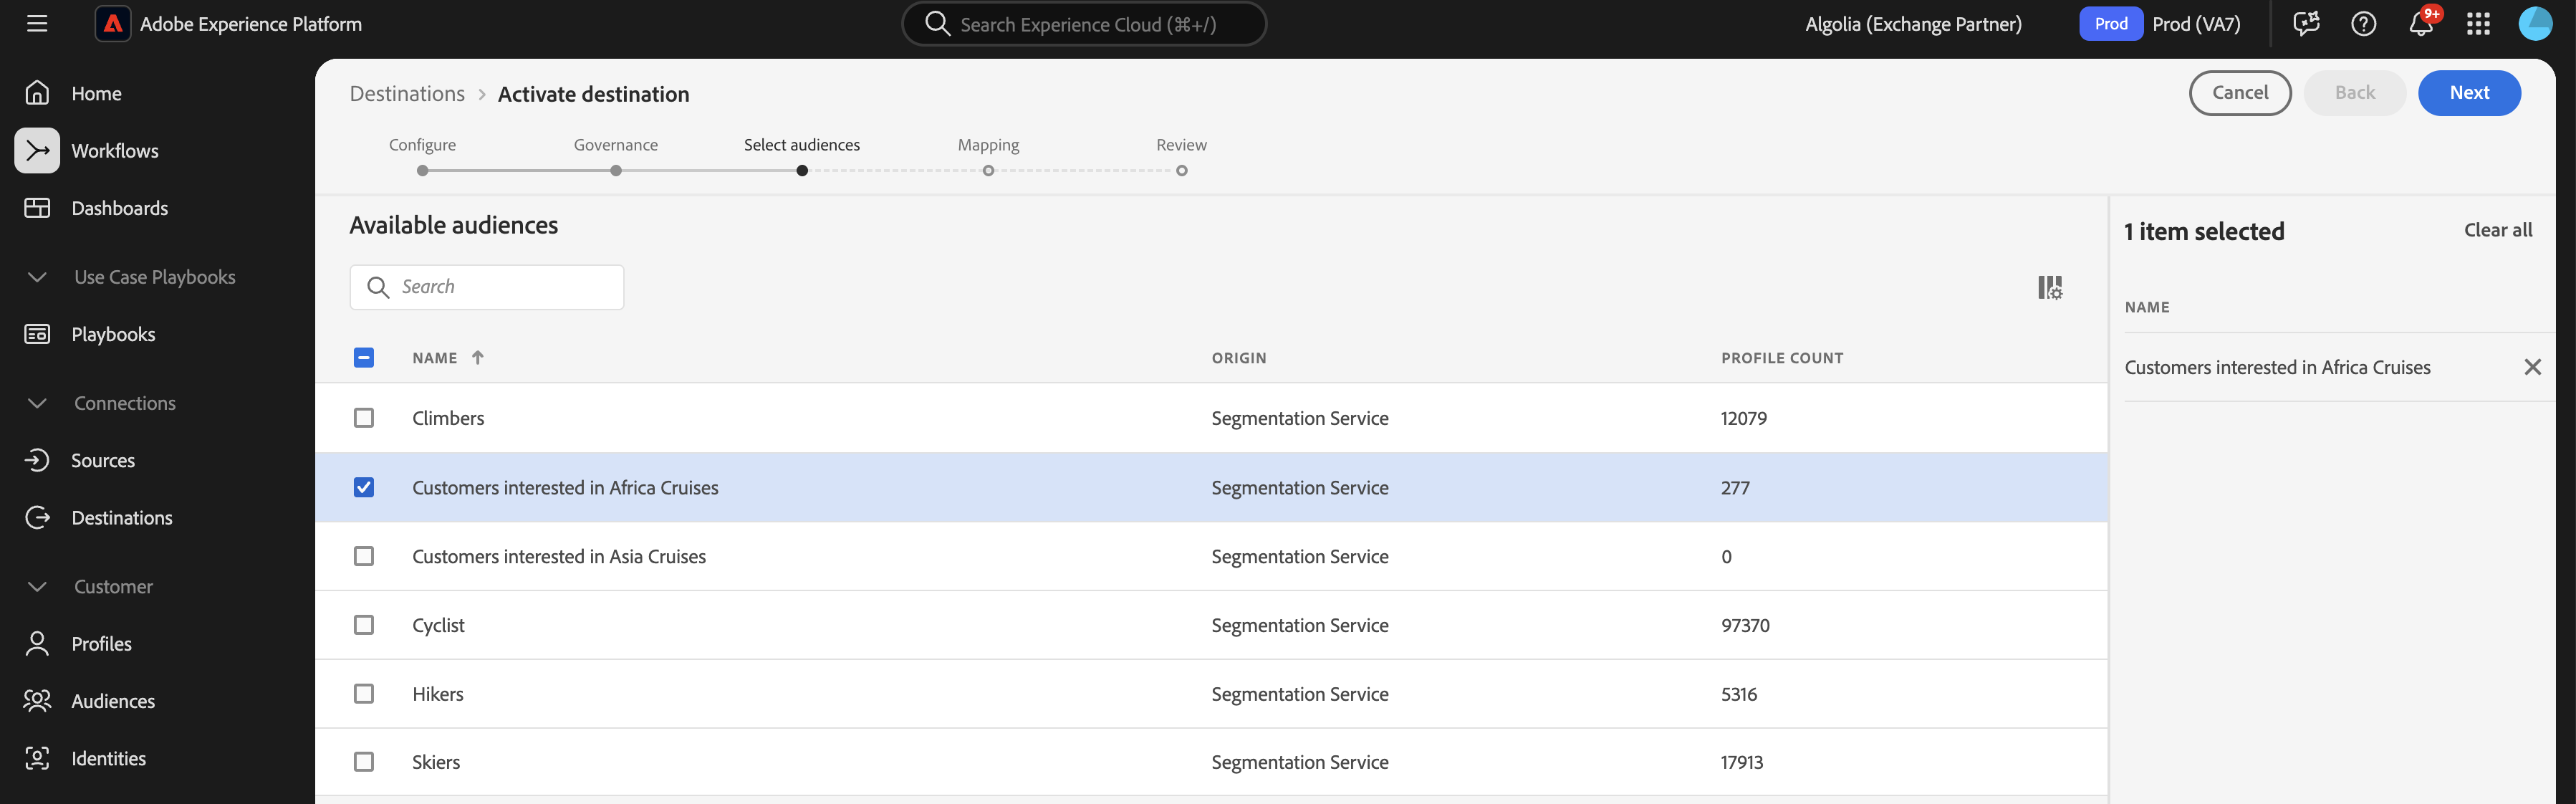 Adobe Experience Platform
Search Experience Cloud (⌘+/)
Algolia (Exchange Partner)
Prod
Prod (VA7)
9+
Home
Workflows
Dashboards
Use Case Playbooks
Playbooks
Connections
Sources
Destinations
Customer
Profiles
Audiences
Identities
Destinations > Activate destination
Cancel
Back
Next
Configure
Governance
Select audiences
Mapping
Review
Available audiences
Search
NAME ↑ ORIGIN PROFILE COUNT
Climbers Segmentation Service 12079
Customers interested in Africa Cruises Segmentation Service 277
Customers interested in Asia Cruises Segmentation Service 0
Cyclist Segmentation Service 97370
Hikers Segmentation Service 5316
Skiers Segmentation Service 17913
1 item selected
Clear all
NAME
Customers interested in Africa Cruises